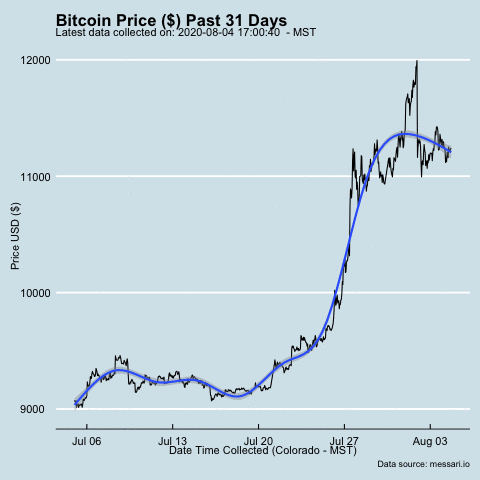 Bitcoin Price ($) Past 31 Days
Latest data collected on: 2020-08-04 17:00:40 - MST
12000
11000
10000
9000
Price USD ($)
Jul 06 Jul 13 Jul 20 Jul 27 Aug 03
Date Time Collected (Colorado - MST)
Data source: messari.io